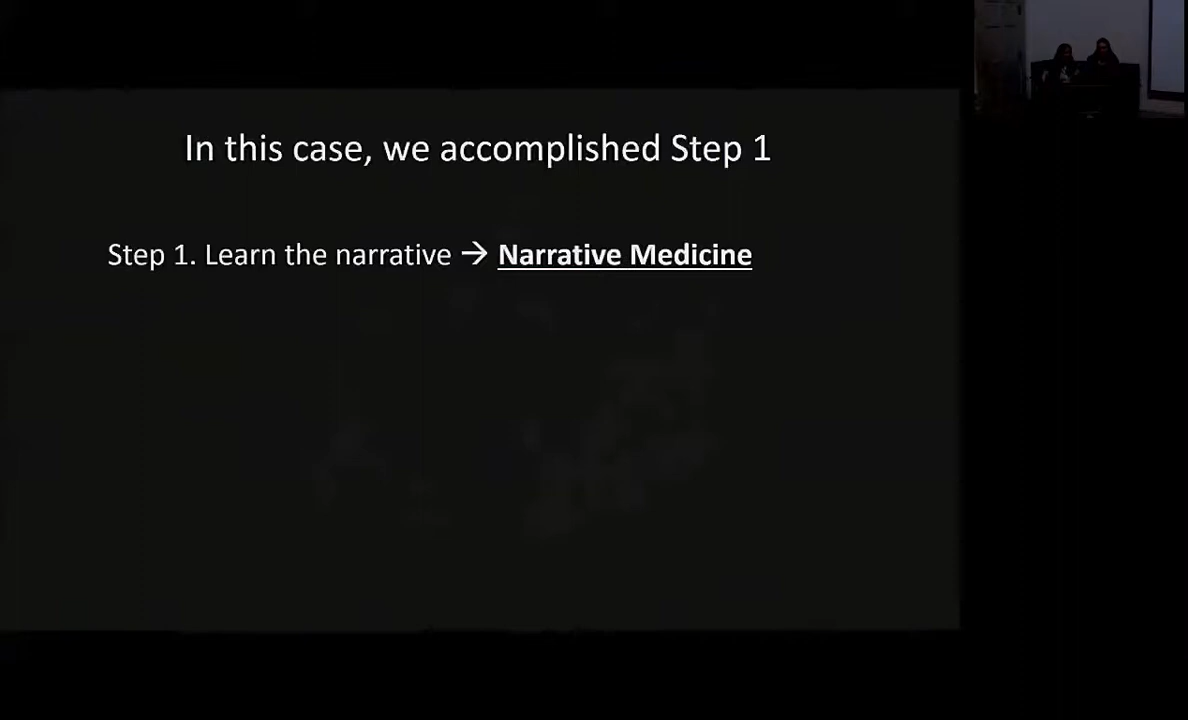 In this case, we accomplished Step 1
Step 1. Learn the narrative → Narrative Medicine